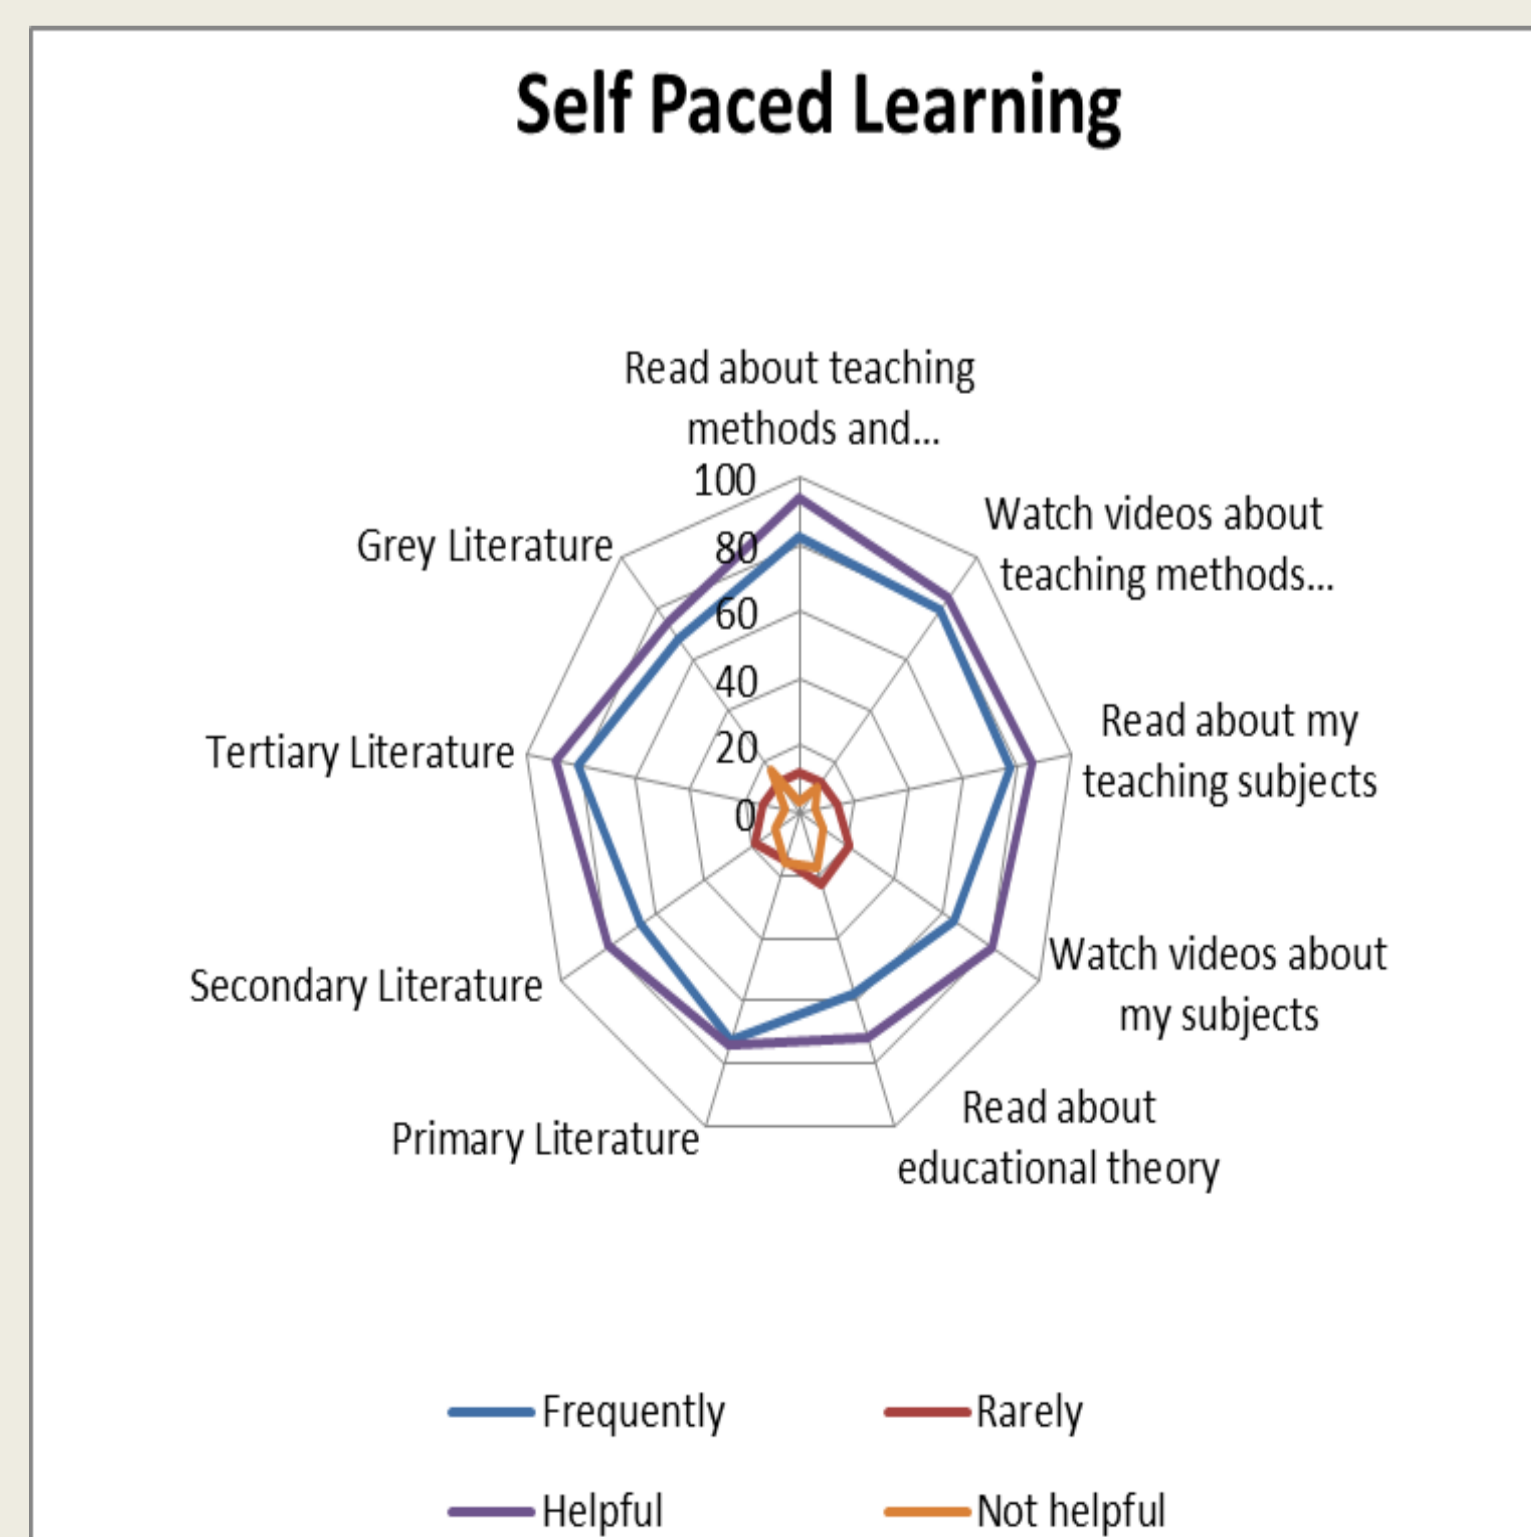 Self Paced Learning
Read about teaching
methods and...
100
80
60
40
20
0
Watch videos about
teaching methods...
Read about my
teaching subjects
Watch videos about
my subjects
Read about
educational theory
Primary Literature
Secondary Literature
Tertiary Literature
Grey Literature
Frequently
Rarely
Helpful
Not helpful